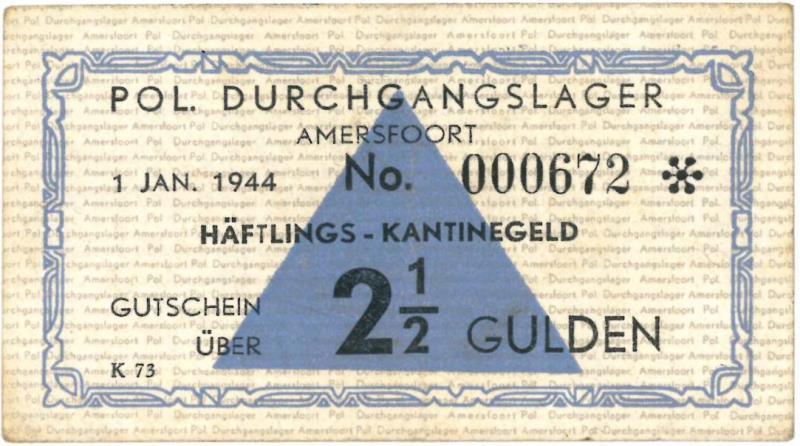 POL. DURCHGANGSLAGER
AMERSFOORT
1 JAN. 1944 No. 000672 *
HÄFTLINGS - KANTINEGELD
GUTSCHEIN
ÜBER
2 1/2 GULDEN
K 73